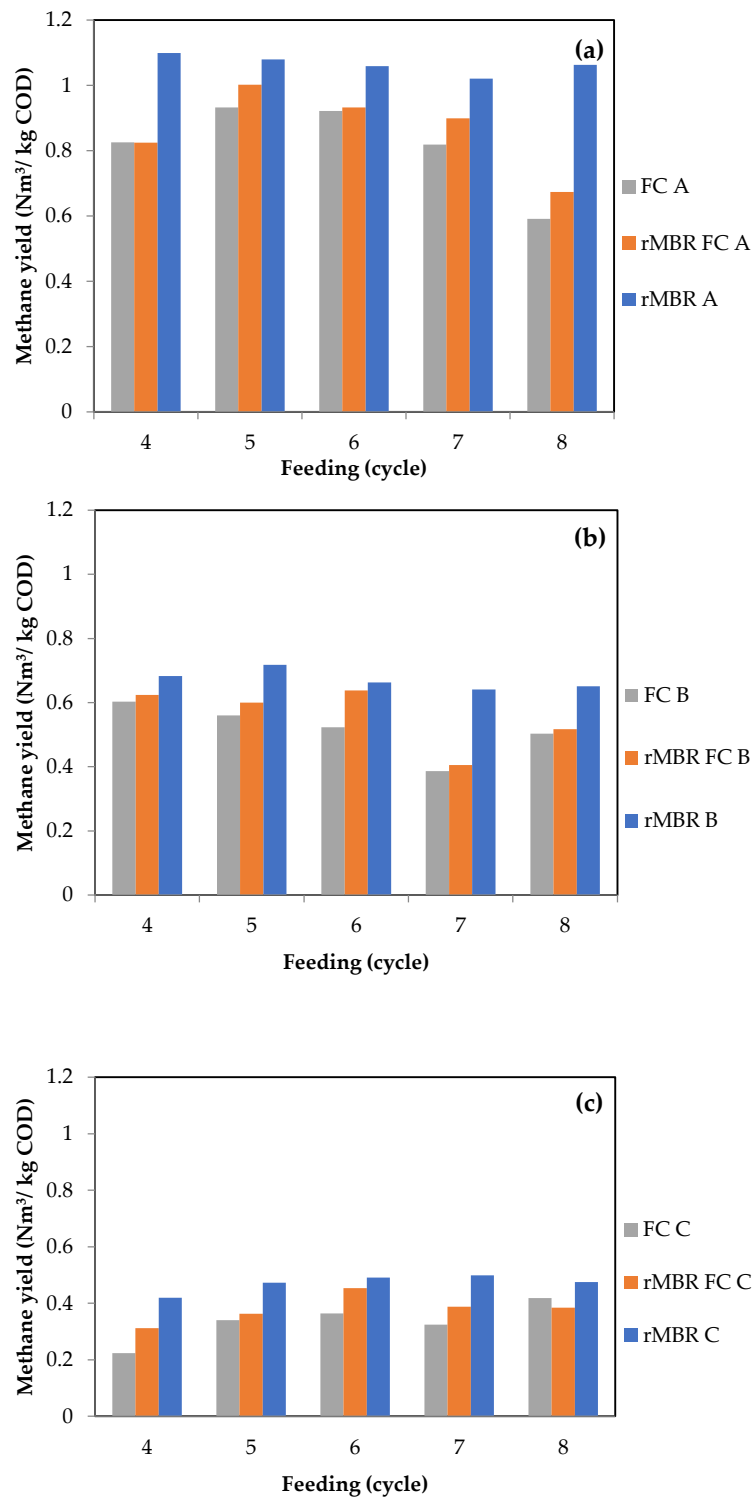 (a)
Methane yield (Nm³/ kg COD)
1.2
1
0.8
0.6
0.4
0.2
0
4 5 6 7 8
Feeding (cycle)
FC A
rMBR FC A
rMBR A
(b)
Methane yield (Nm³/ kg COD)
1.2
1
0.8
0.6
0.4
0.2
0
4 5 6 7 8
Feeding (cycle)
FC B
rMBR FC B
rMBR B
(c)
Methane yield (Nm³/ kg COD)
1.2
1
0.8
0.6
0.4
0.2
0
4 5 6 7 8
Feeding (cycle)
FC C
rMBR FC C
rMBR C